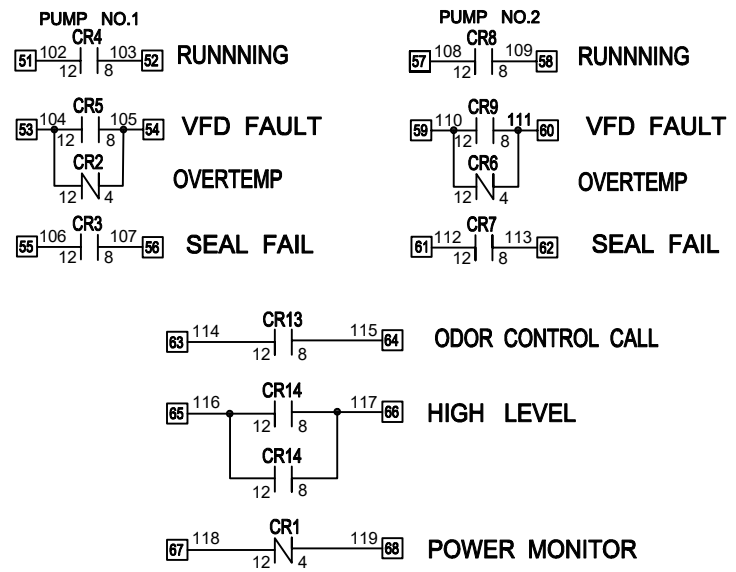 PUMP NO.1
CR4
51 102 103 52 RUNNNING
12 8
CR5
53 104 105 54 VFD FAULT
12 8
CR2
OVERTEMP
12 4
CR3
55 106 107 56 SEAL FAIL
12 8
PUMP NO.2
CR8
57 108 109 58 RUNNNING
12 8
CR9
59 110 111 60 VFD FAULT
12 8
CR6
OVERTEMP
12 4
CR7
61 112 113 62 SEAL FAIL
12 8
CR13
63 114 115 64 ODOR CONTROL CALL
12 8
CR14
65 116 117 66 HIGH LEVEL
12 8
CR14
12 8
CR1
67 118 119 68 POWER MONITOR
12 4